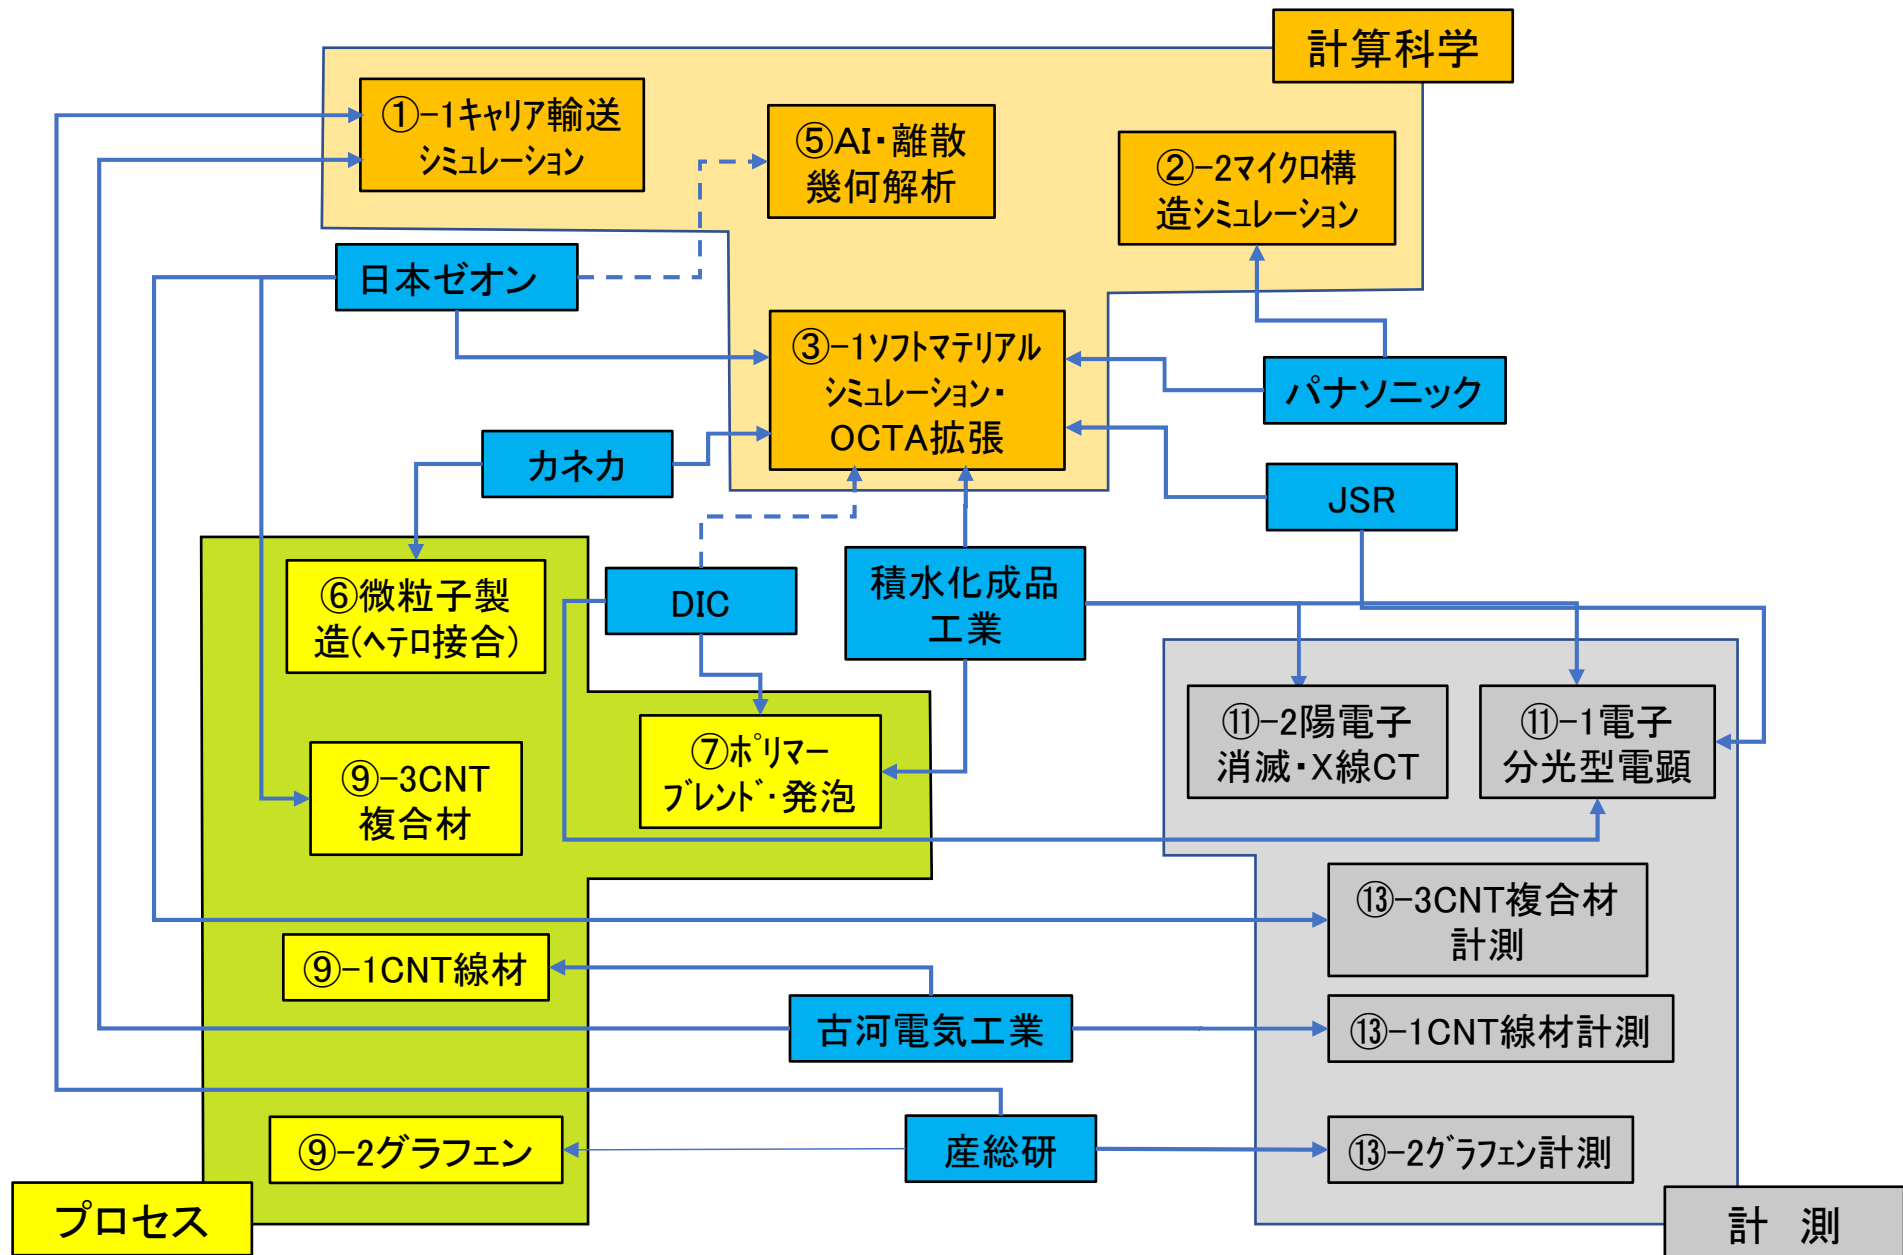 計算科学
①-1キャリア輸送
シミュレーション
⑤AI・離散
幾何解析
②-2マイクロ構
造シミュレーション
日本ゼオン
③-1ソフトマテリアル
シミュレーション・
OCTA拡張
パナソニック
カネカ
JSR
⑥微粒子製
造(ヘテロ接合)
DIC
積水化成品
工業
⑪-2陽電子
消滅・X線CT
⑪-1電子
分光型電顕
⑦ポリマー
ブレンド・発泡
⑨-3CNT
複合材
⑬-3CNT複合材
計測
⑨-1CNT線材
古河電気工業
⑬-1CNT線材計測
⑨-2グラフェン
産総研
⑬-2グラフェン計測
プロセス
計 測